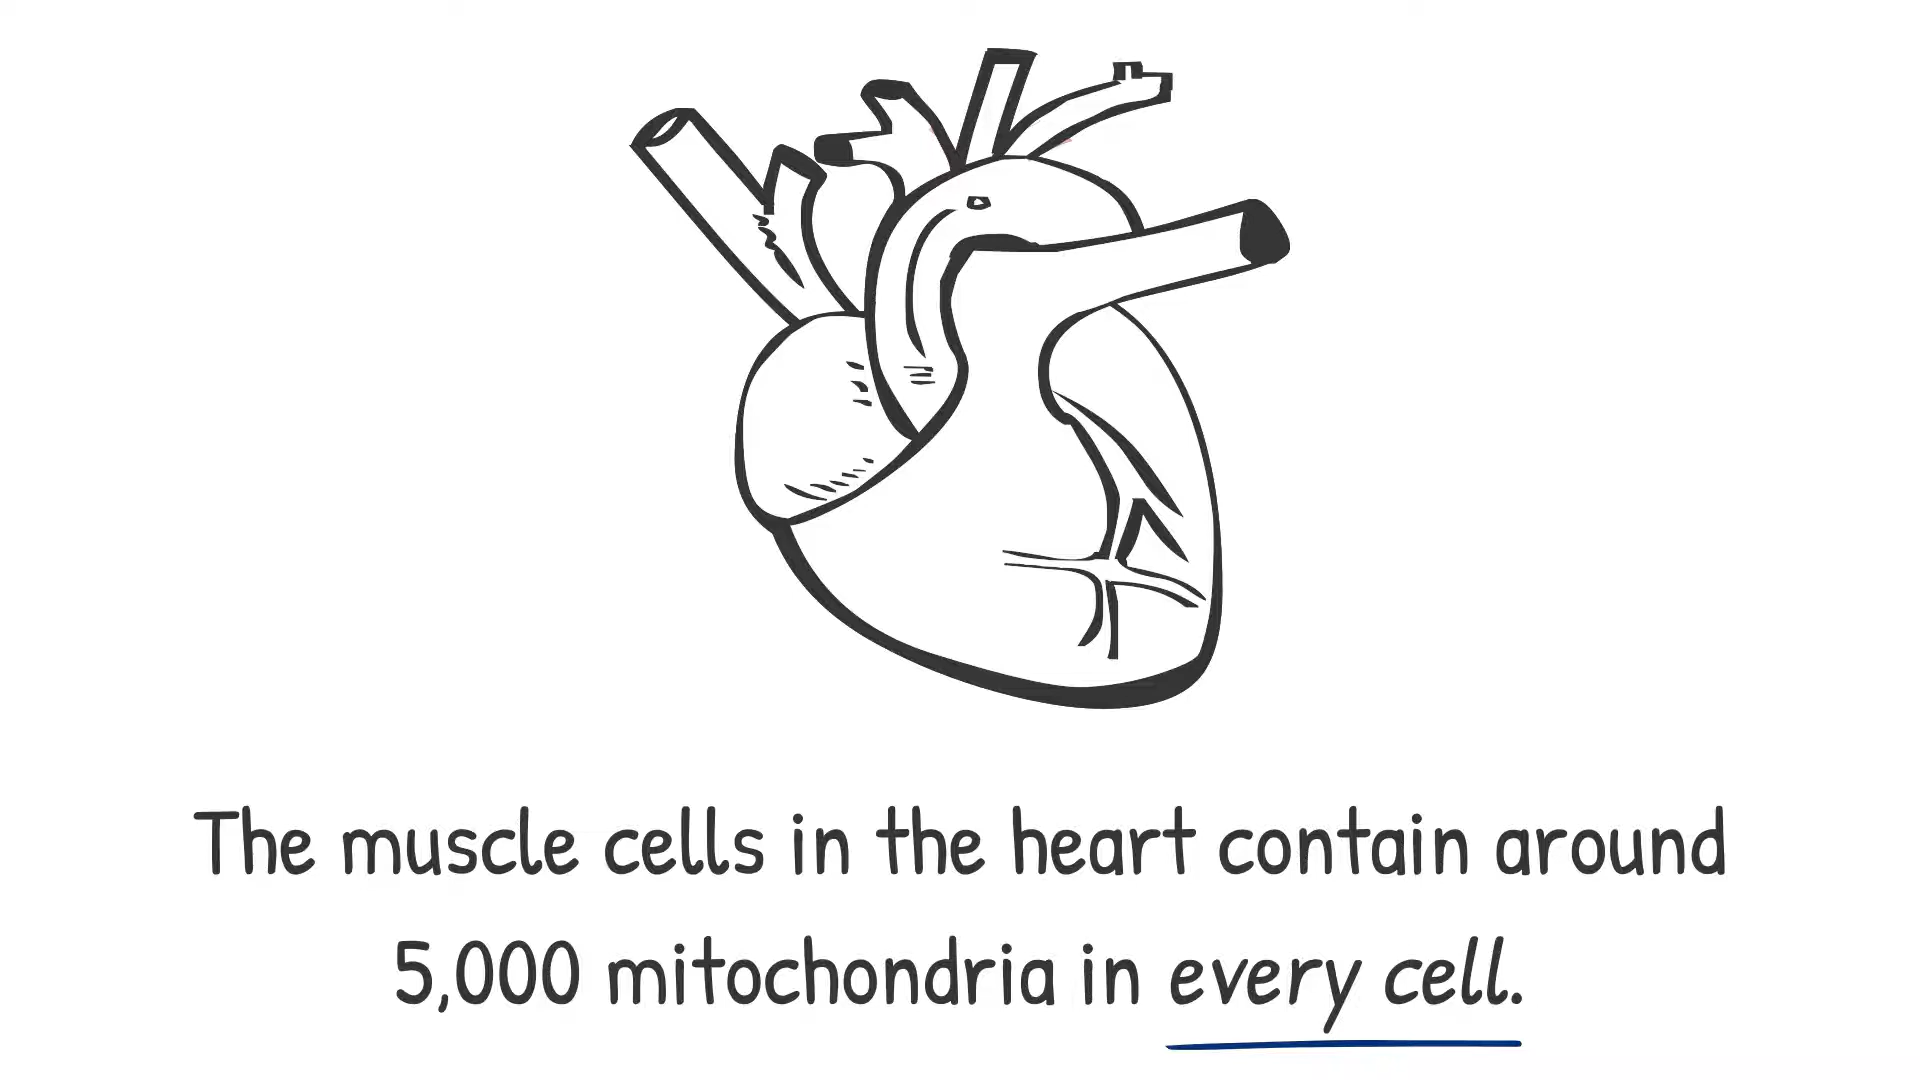 The muscle cells in the heart contain around
5,000 mitochondria in every cell.